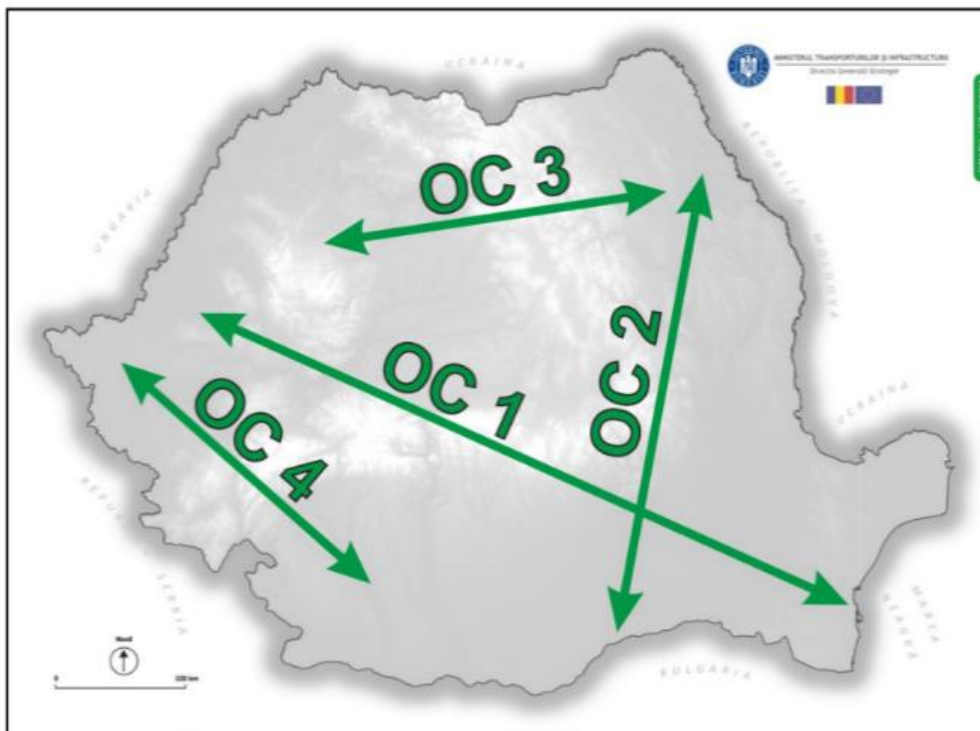 MINISTERUL TRANSPORTURILOR ȘI INFRASTRUCTURII
Direcția Generală Strategie
UCRAINA
REPUBLICA
MOLDOVA
UNGARIA
OC 3
OC 2
OC 1
OC 4
UCRAINA
SERBIA
MAREA
NEAGRĂ
BULGARIA
Nord
0